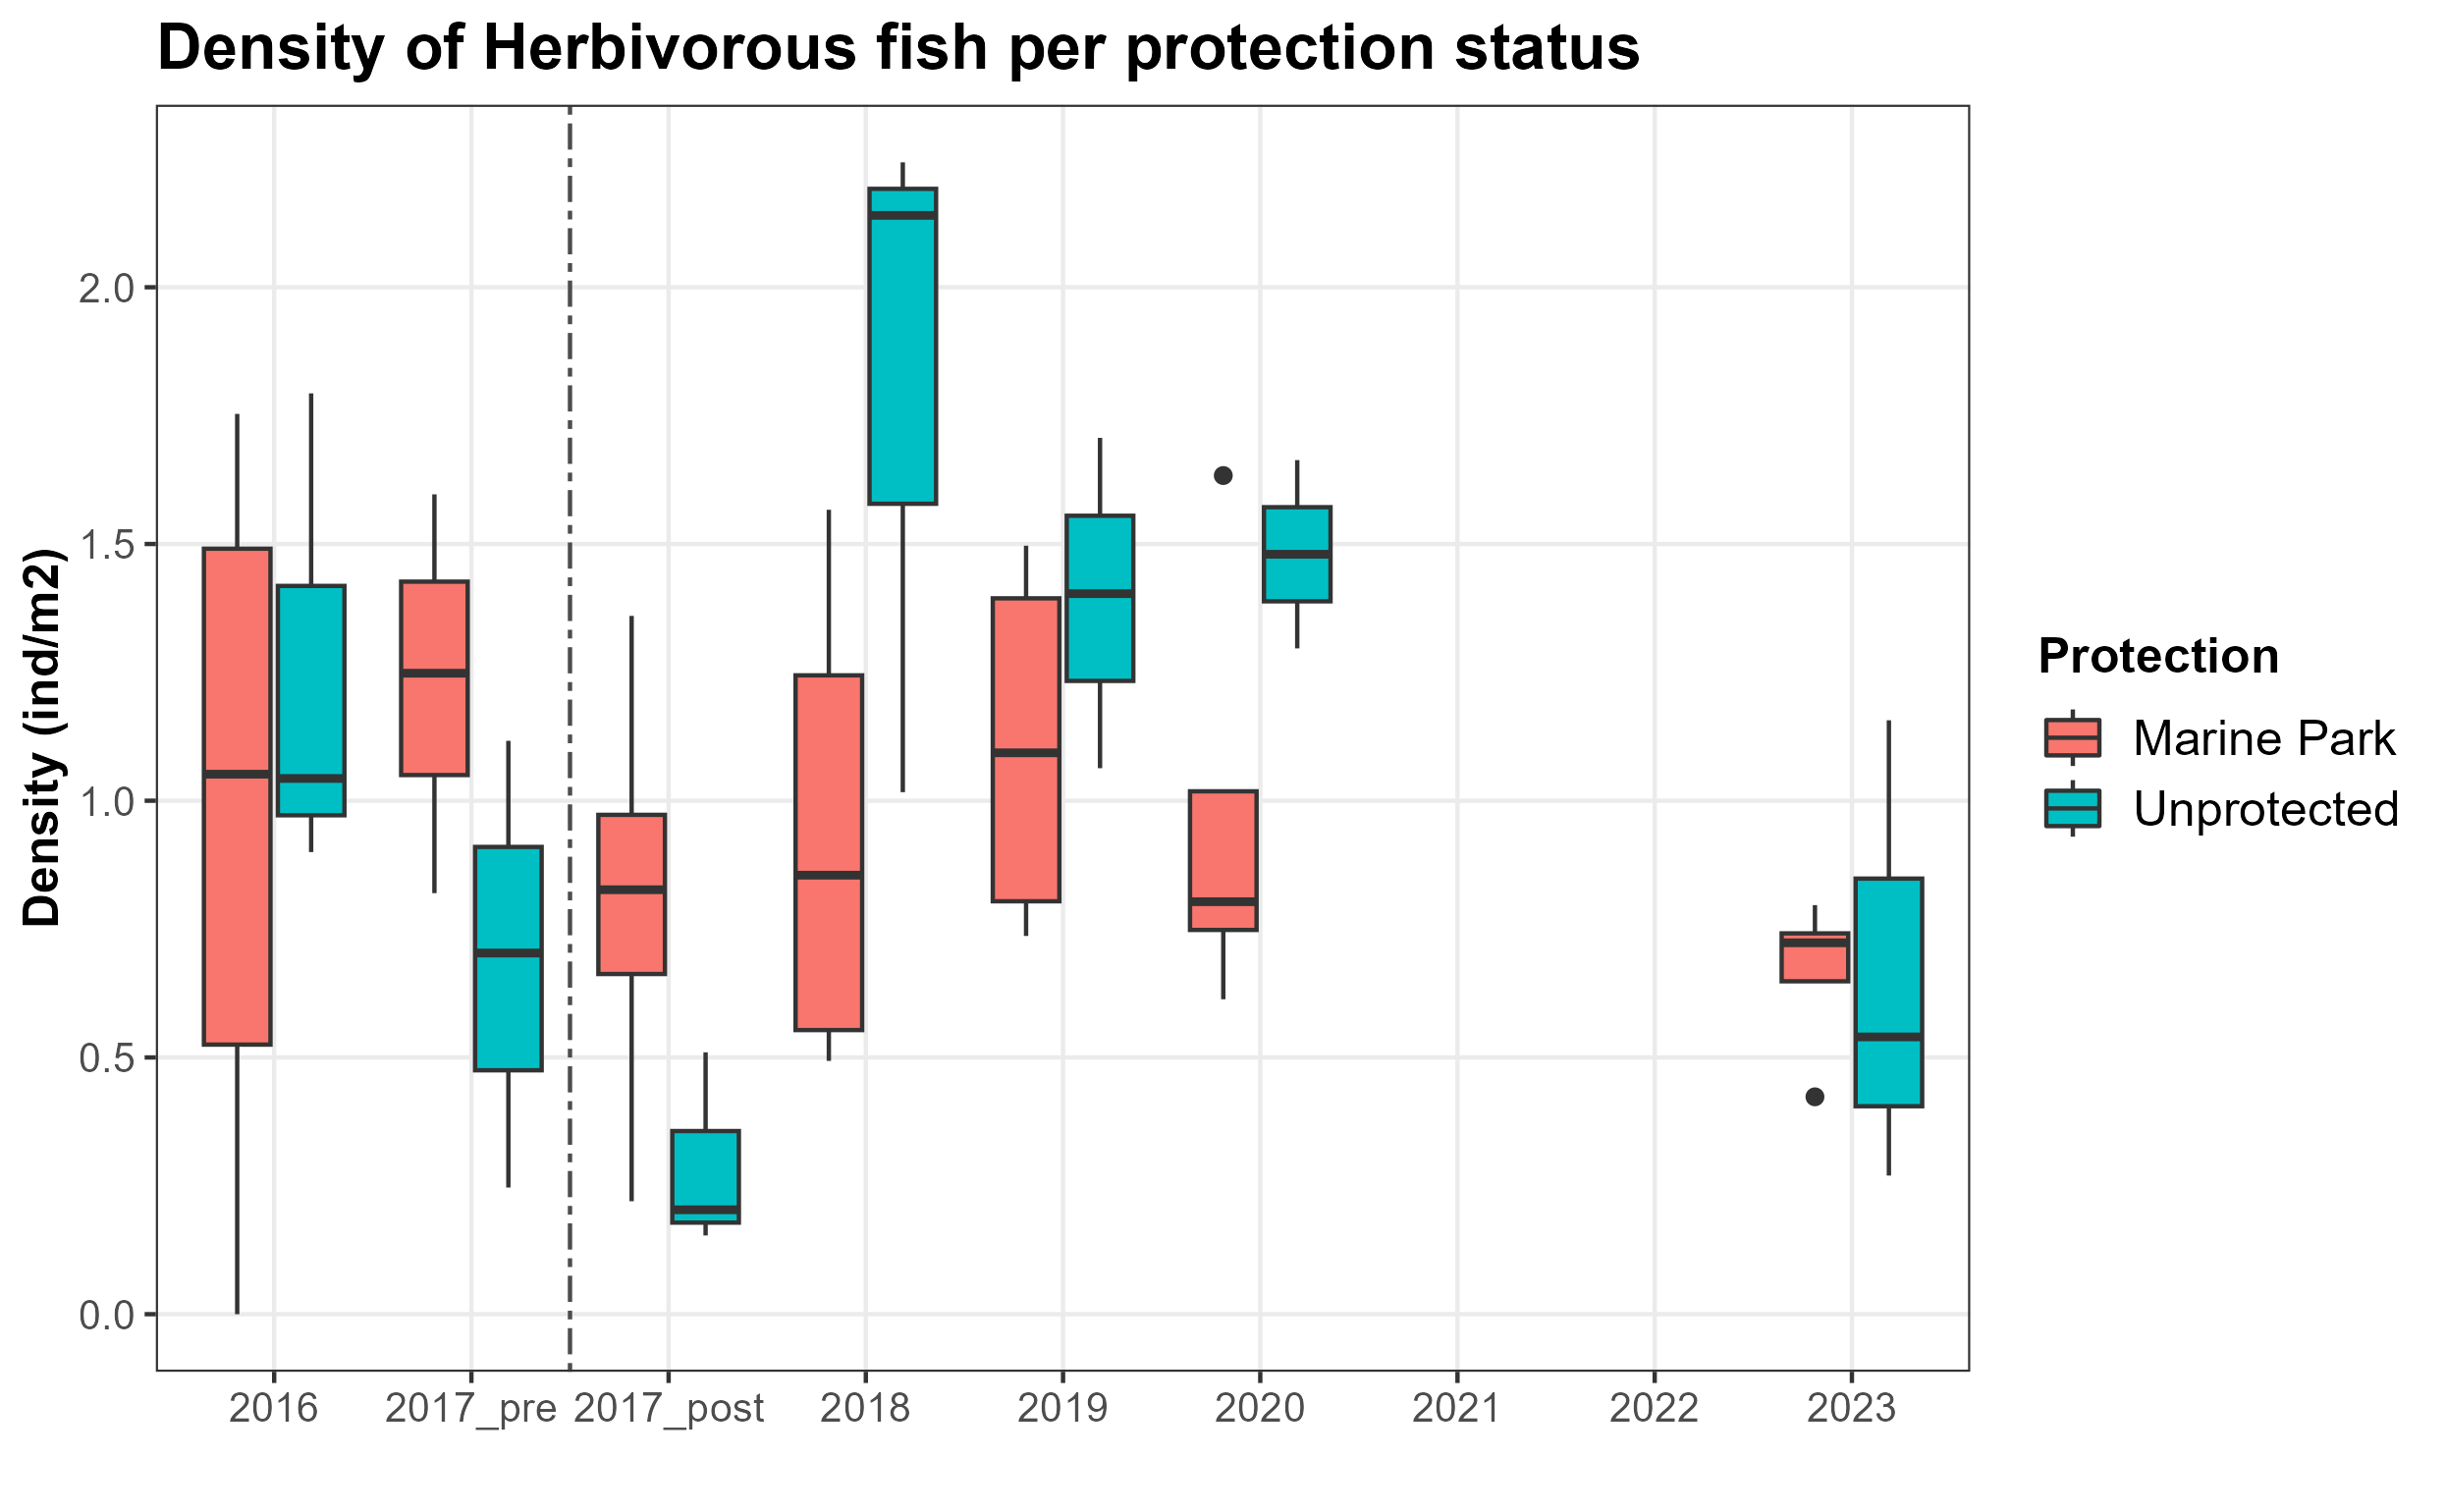 Density of Herbivorous fish per protection status
Density (ind/m2)
2.0
1.5
1.0
0.5
0.0
2016 2017_pre 2017_post 2018 2019 2020 2021 2022 2023
Protection
Marine Park
Unprotected